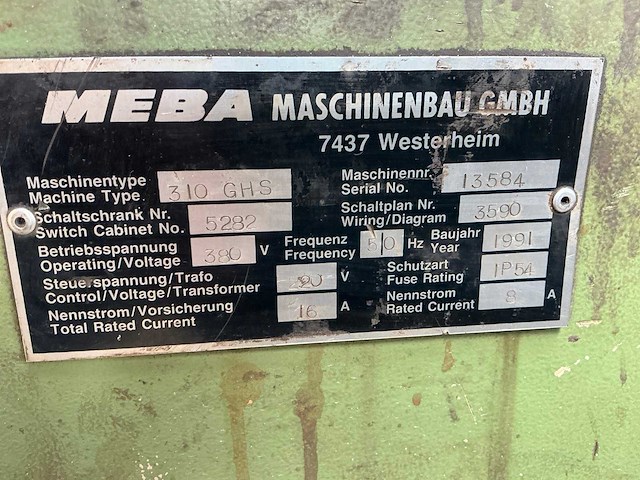 MEBA MASCHINENBAU GMBH
7437 Westerheim
Maschinentype
Machine Type 310 GH-S
Maschinennr.
Serial No. 13584
Schaltschrank Nr.
Switch Cabinet No. 5282
Schaltplan Nr.
Wiring/Diagram 3590
Betriebsspannung
Operating/Voltage 380 V
Frequenz
Frequency 50 Hz
Baujahr
Year 1991
Steuerspannung/Trafo
Control/Voltage/Transformer V
Schutzart
Fuse Rating IP54
Nennstrom/Vorsicherung
Total Rated Current 16 A
Nennstrom
Rated Current 8 A